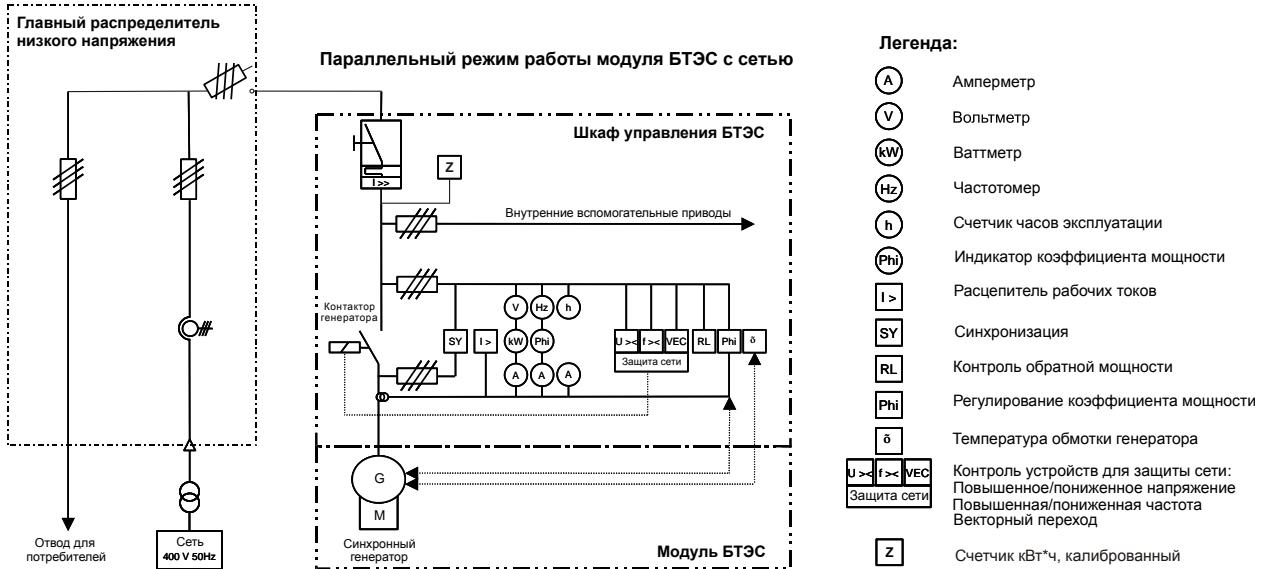 Главный распределитель
низкого напряжения
Параллельный режим работы модуля БТЭС с сетью
Шкаф управления БТЭС
I >>
Z
Внутренние вспомогательные приводы
Контактор
генератора
V Hz h
SY I > kW Phi U >< f >< VEC RL Phi õ
Защита сети
A A A
G
M
Синхронный
генератор
Модуль БТЭС
Отвод для
потребителей
Сеть
400 V 50Hz
Легенда:
A Амперметр
V Вольтметр
kW Ваттметр
Hz Частотомер
h Счетчик часов эксплуатации
Phi Индикатор коэффициента мощности
I > Расцепитель рабочих токов
SY Синхронизация
RL Контроль обратной мощности
Phi Регулирование коэффициента мощности
õ Температура обмотки генератора
U >< f >< VEC Контроль устройств для защиты сети:
Защита сети Повышенное/пониженное напряжение
Повышенная/пониженная частота
Векторный переход
Z Счетчик кВт*ч, калиброванный